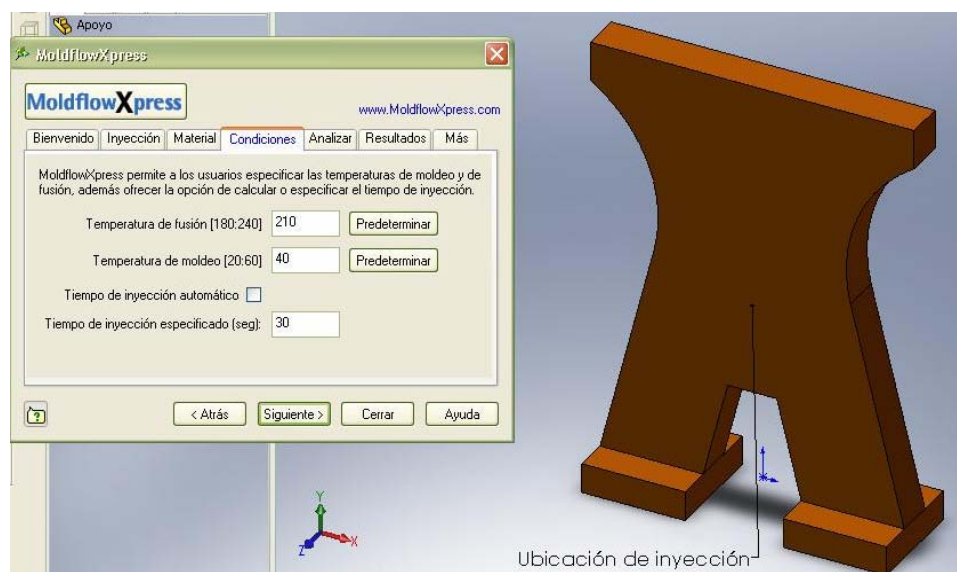 Apoyo
MoldflowXpress
MoldflowXpress
www.MoldflowXpress.com
Bienvenido Inyección Material Condiciones Analizar Resultados Más
MoldflowXpress permite a los usuarios especificar las temperaturas de moldeo y de
fusión, además ofrecer la opción de calcular o especificar el tiempo de inyección.
Temperatura de fusión [180:240] 210 Predeterminar
Temperatura de moldeo [20:60] 40 Predeterminar
Tiempo de inyección automático
Tiempo de inyección especificado (seg): 30
? < Atrás Siguiente > Cerrar Ayuda
Y
Z X
Ubicación de inyección